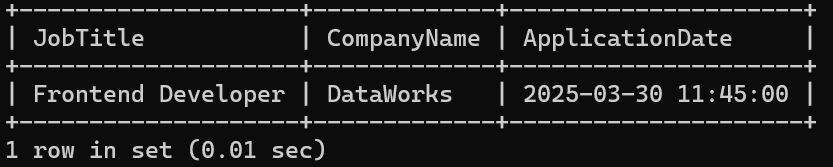 +--------------------+-------------+---------------------+
| JobTitle           | CompanyName | ApplicationDate     |
+--------------------+-------------+---------------------+
| Frontend Developer | DataWorks   | 2025-03-30 11:45:00 |
+--------------------+-------------+---------------------+
1 row in set (0.01 sec)